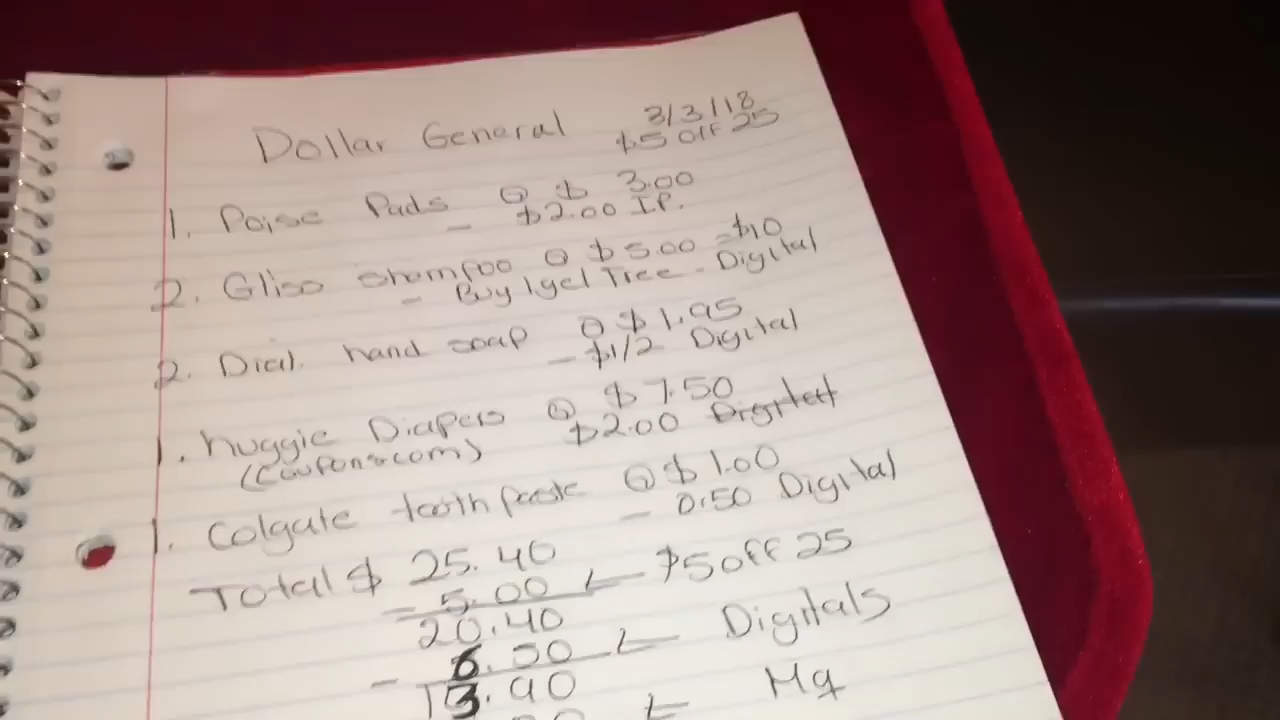 Dollar General 3/3/18
$5 off 25
1. Poise Pads @ $ 3.00
- $2.00 I.P.
2. Gliss shampoo @ $5.00 = $10
- Buy 1 get 1 free - Digital
2. Dial. hand soap @ $1.95
- $1/2 Digital
1. huggie Diapers @ $7.50
(Coupons.com) $2.00 Digital
1. Colgate toothpaste @ $1.00
- 0.50 Digital
Total $ 25.40
- 5.00 ← $5 off 25
20.40
- 6.50 ← Digitals
13.90
← Mq